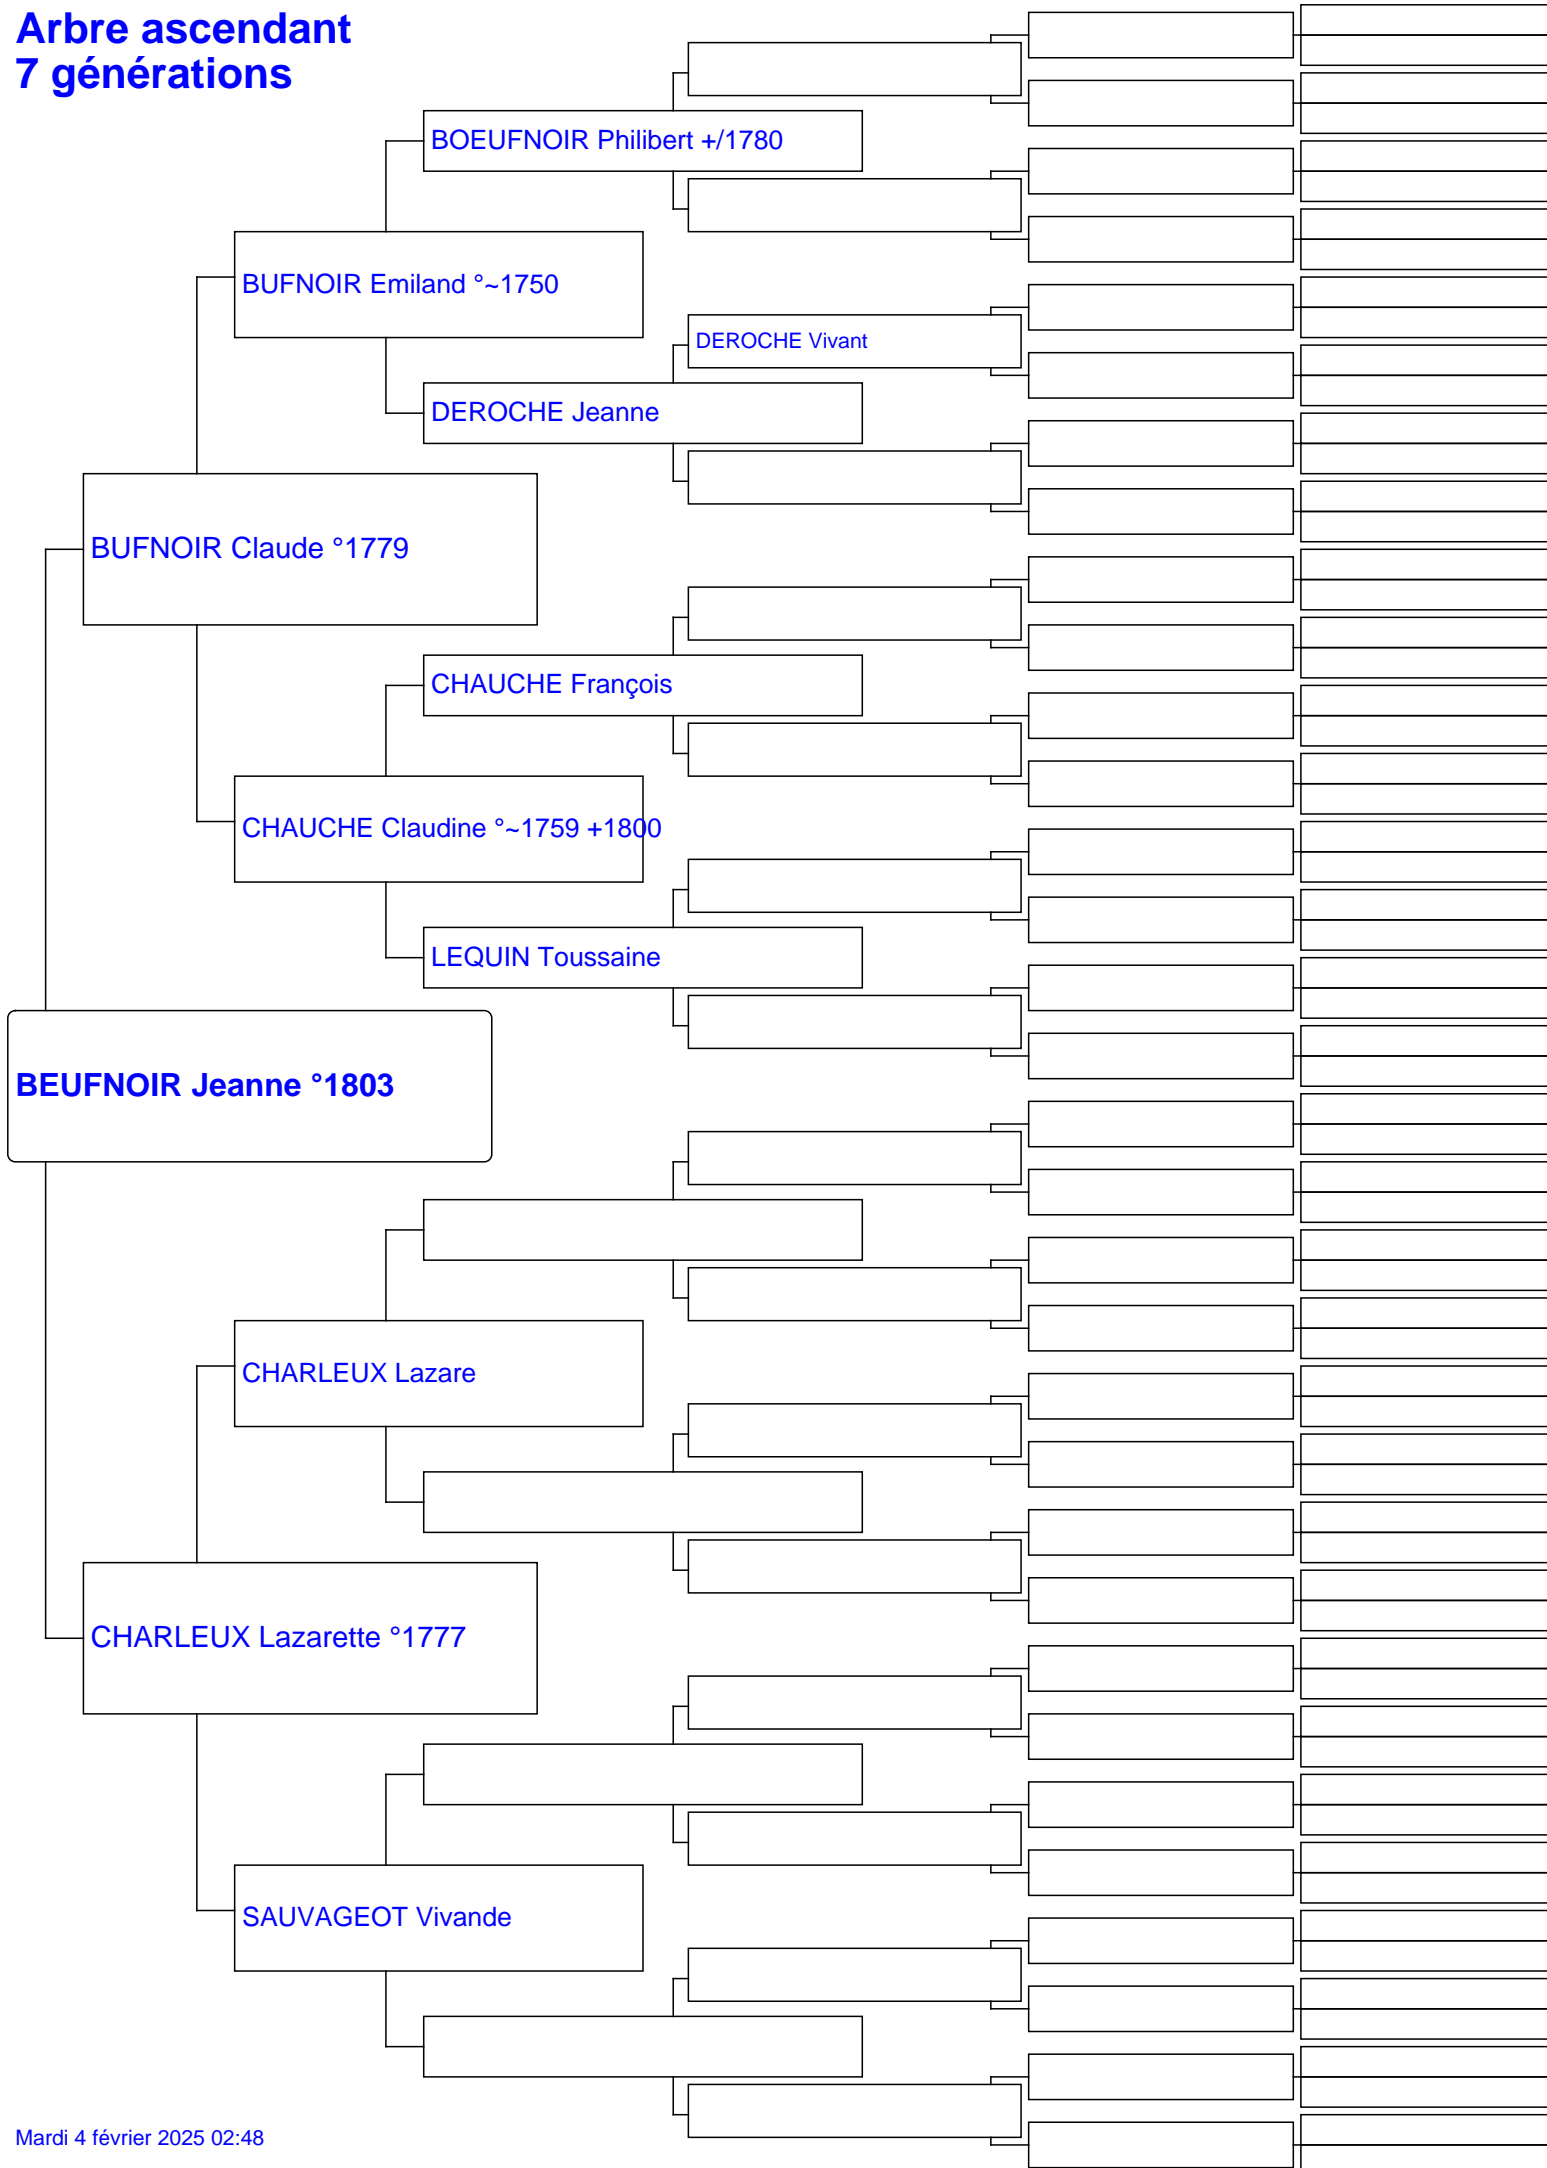 Arbre ascendant
7 générations
BOEUFNOIR Philibert +/1780
BUFNOIR Emiland °~1750
DEROCHE Vivant
DEROCHE Jeanne
BUFNOIR Claude °1779
CHAUCHE François
CHAUCHE Claudine °~1759 +1800
LEQUIN Toussaine
BEUFNOIR Jeanne °1803
CHARLEUX Lazare
CHARLEUX Lazarette °1777
SAUVAGEOT Vivande
Mardi 4 février 2025 02:48